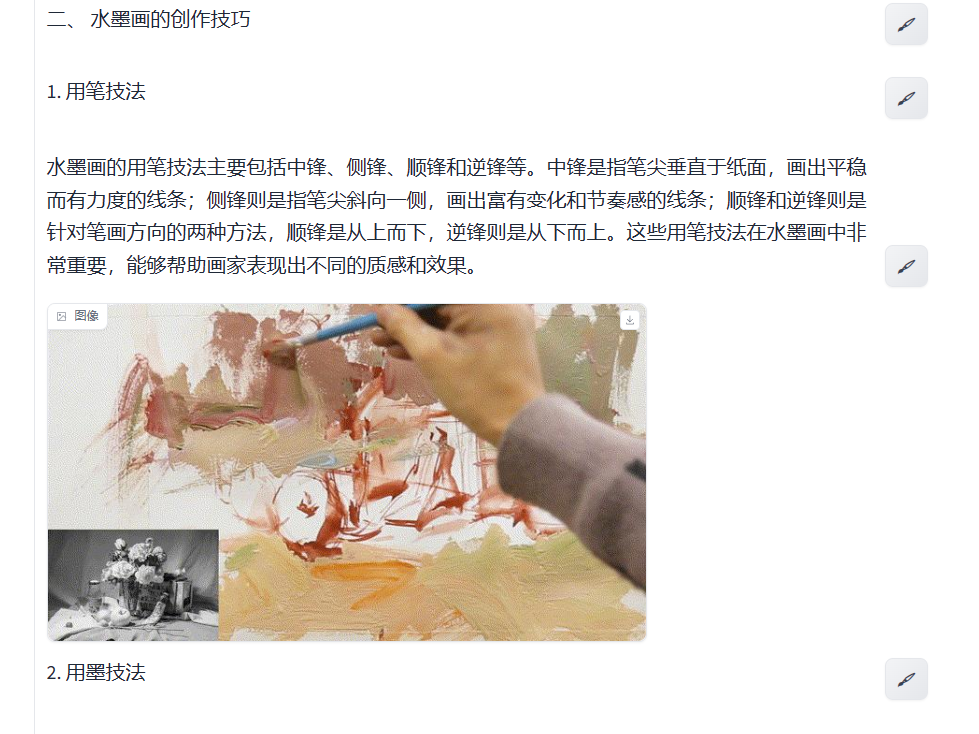 二、 水墨画的创作技巧
1. 用笔技法
水墨画的用笔技法主要包括中锋、侧锋、顺锋和逆锋等。中锋是指笔尖垂直于纸面，画出平稳
而有力度的线条；侧锋则是指笔尖斜向一侧，画出富有变化和节奏感的线条；顺锋和逆锋则是
针对笔画方向的两种方法，顺锋是从上而下，逆锋则是从下而上。这些用笔技法在水墨画中非
常重要，能够帮助画家表现出不同的质感和效果。
图像
2. 用墨技法